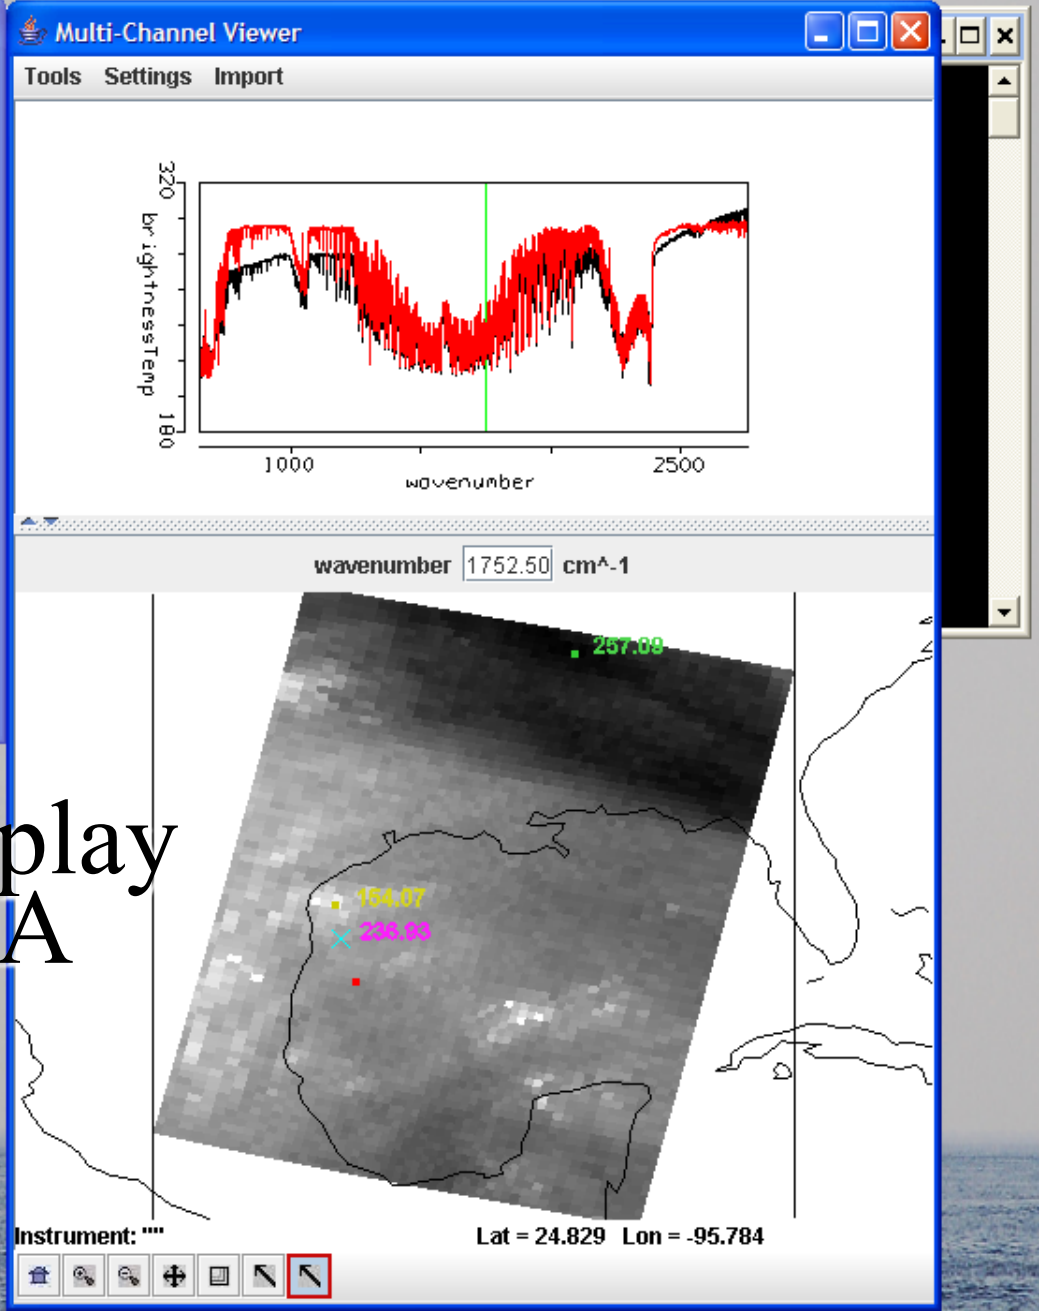 Multi-Channel Viewer
Tools Settings Import
320
brightnessTemp
180
1000 2500
wavenumber
wavenumber 1752.50 cm^-1
257.09
play
164.07
A
236.93
Instrument: ""
Lat = 24.829 Lon = -95.784